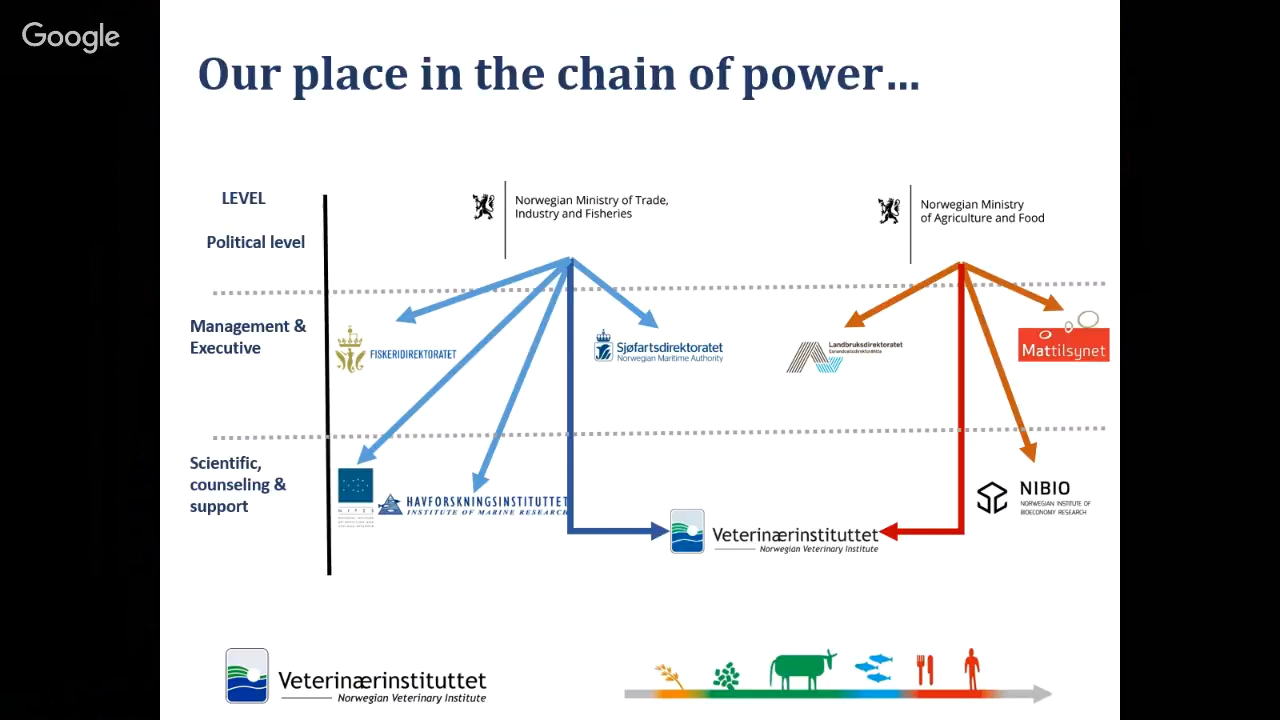 Google
Our place in the chain of power...
LEVEL
Political level
Norwegian Ministry of Trade,
Industry and Fisheries
Norwegian Ministry
of Agriculture and Food
Management &
Executive
FISKERIDIREKTORATET
Sjøfartsdirektoratet
Norwegian Maritime Authority
Landbruksdirektoratet
Mattilsynet
Scientific,
counseling &
support
NIFES
HAVFORSKNINGSINSTITUTTET
INSTITUTE OF MARINE RESEARCH
Veterinærinstituttet
Norwegian Veterinary Institute
NIBIO
NORWEGIAN INSTITUTE OF
BIOECONOMY RESEARCH
Veterinærinstituttet
Norwegian Veterinary Institute